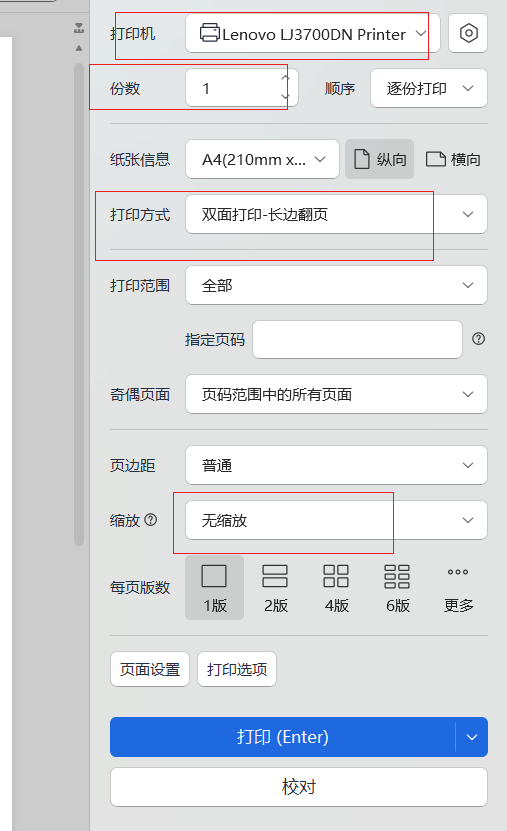 打印机 Lenovo LJ3700DN Printer
份数 1 顺序 逐份打印
纸张信息 A4(210mm x... 纵向 横向
打印方式 双面打印-长边翻页
打印范围 全部
指定页码
奇偶页面 页码范围中的所有页面
页边距 普通
缩放 无缩放
每页版数 1版 2版 4版 6版 更多
页面设置 打印选项
打印 (Enter)
校对